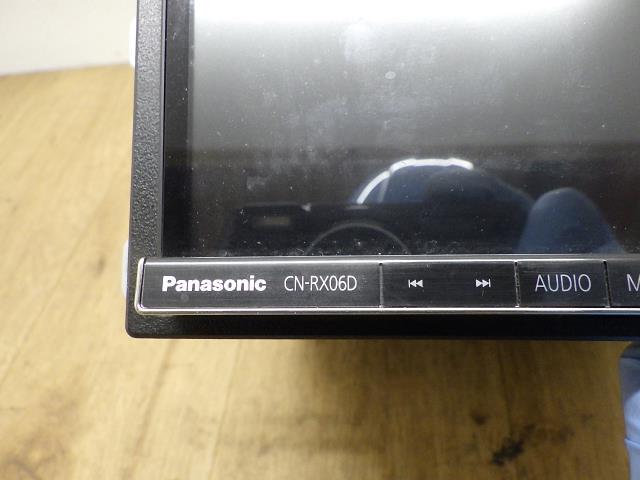 Panasonic CN-RX06D ⏮ ⏭ AUDIO M